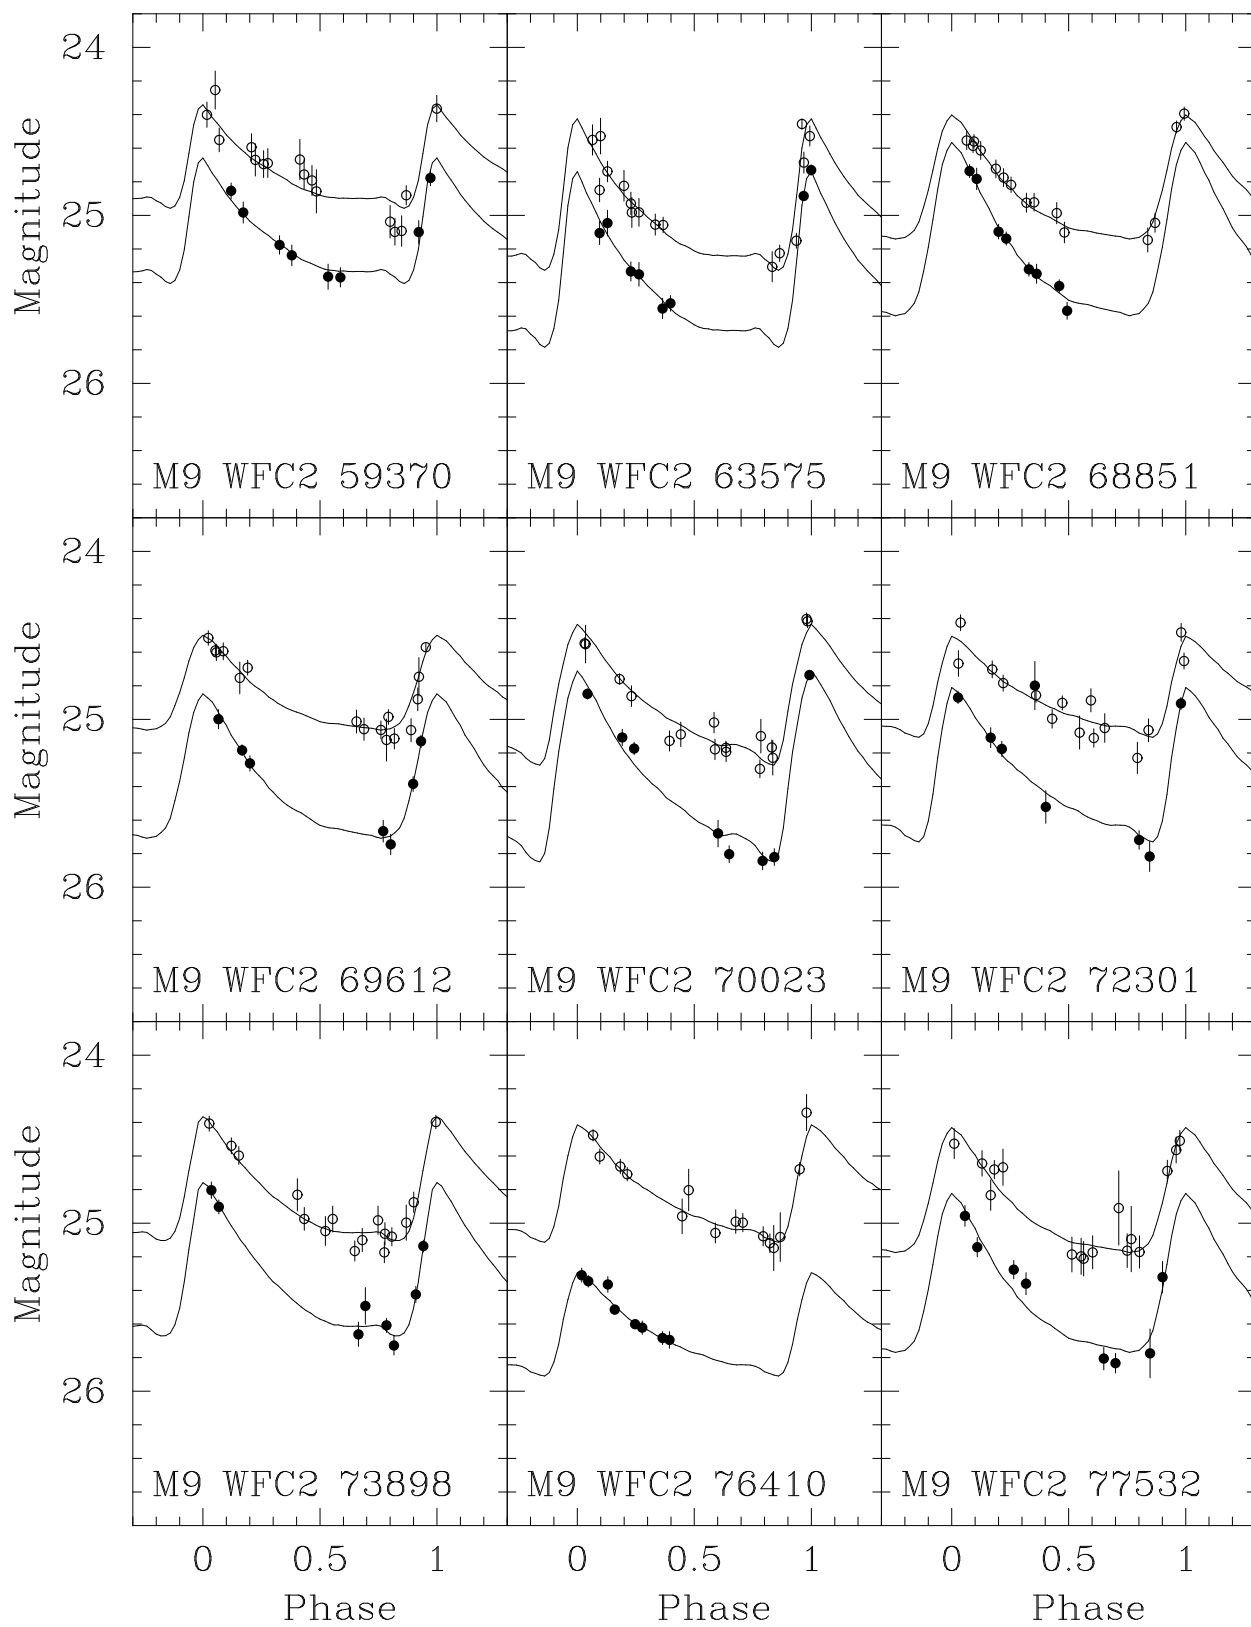 24
25
26
Magnitude
M9 WFC2 59370
M9 WFC2 63575
M9 WFC2 68851
24
25
26
Magnitude
M9 WFC2 69612
M9 WFC2 70023
M9 WFC2 72301
24
25
26
Magnitude
M9 WFC2 73898
M9 WFC2 76410
M9 WFC2 77532
0 0.5 1
0 0.5 1
0 0.5 1
Phase
Phase
Phase